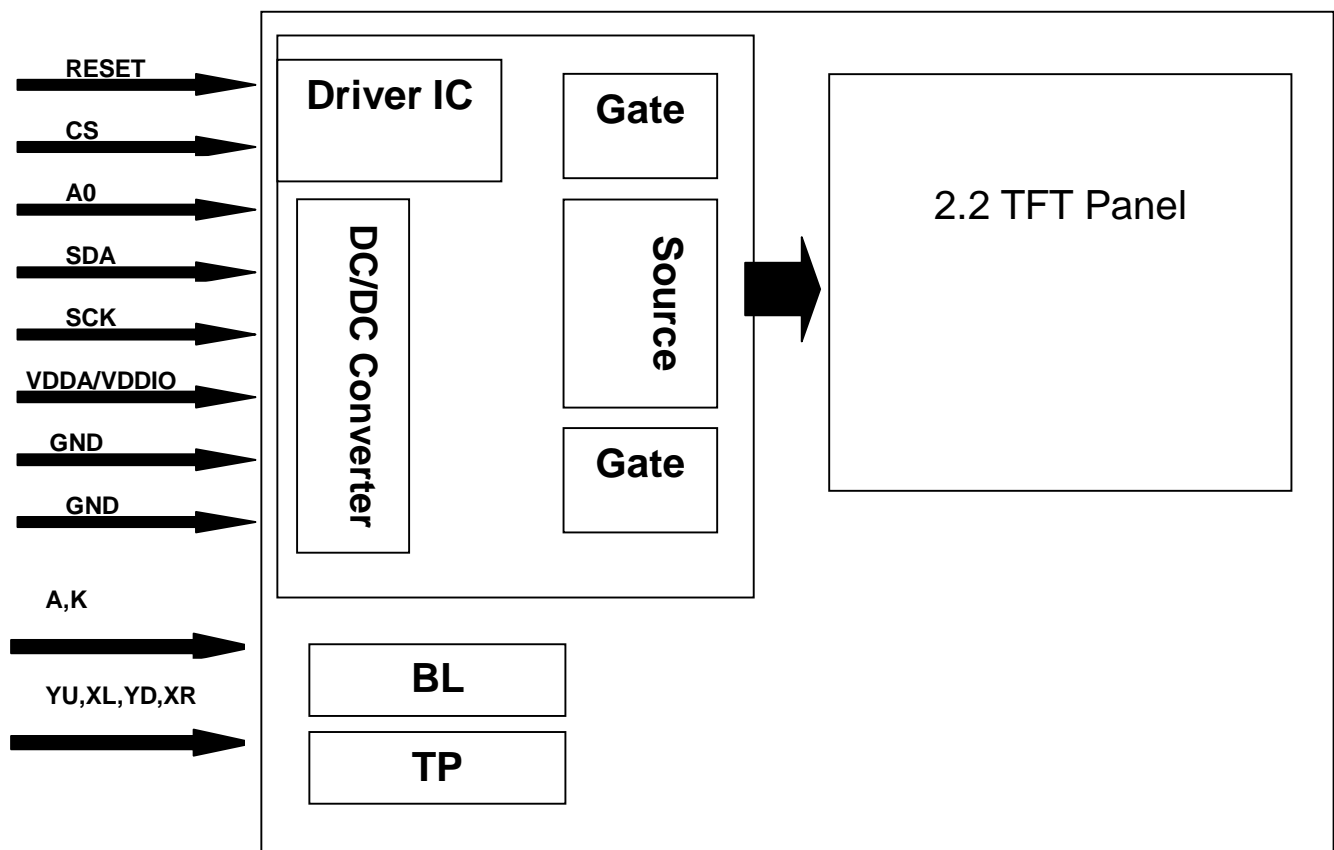 RESET
CS
A0
SDA
SCK
VDDA/VDDIO
GND
GND
A,K
YU,XL,YD,XR
Driver IC
DC/DC Converter
Gate
Source
Gate
2.2 TFT Panel
BL
TP